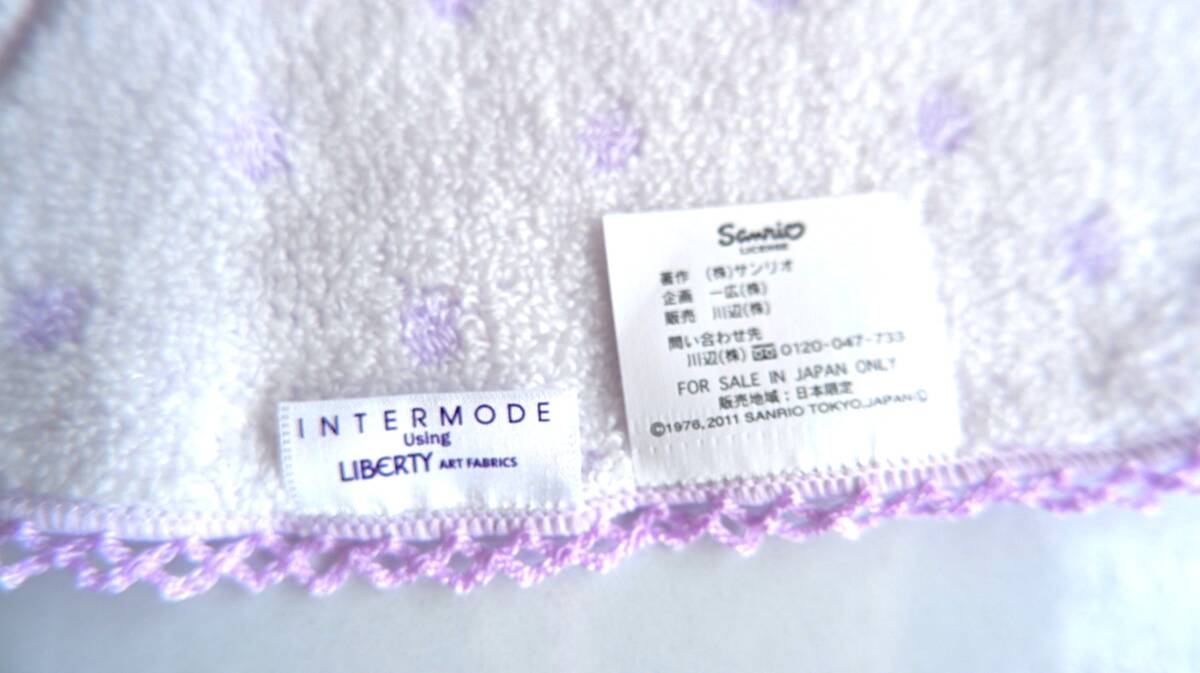 INTERMODE
Using
LIBERTY ART FABRICS
Sanrio
LICENSE
著作 (株)サンリオ
企画 一広(株)
販売 川辺(株)
問い合わせ先
川辺(株) 0120-047-733
FOR SALE IN JAPAN ONLY
販売地域：日本限定
©1976, 2011 SANRIO TOKYO, JAPAN Ⓛ